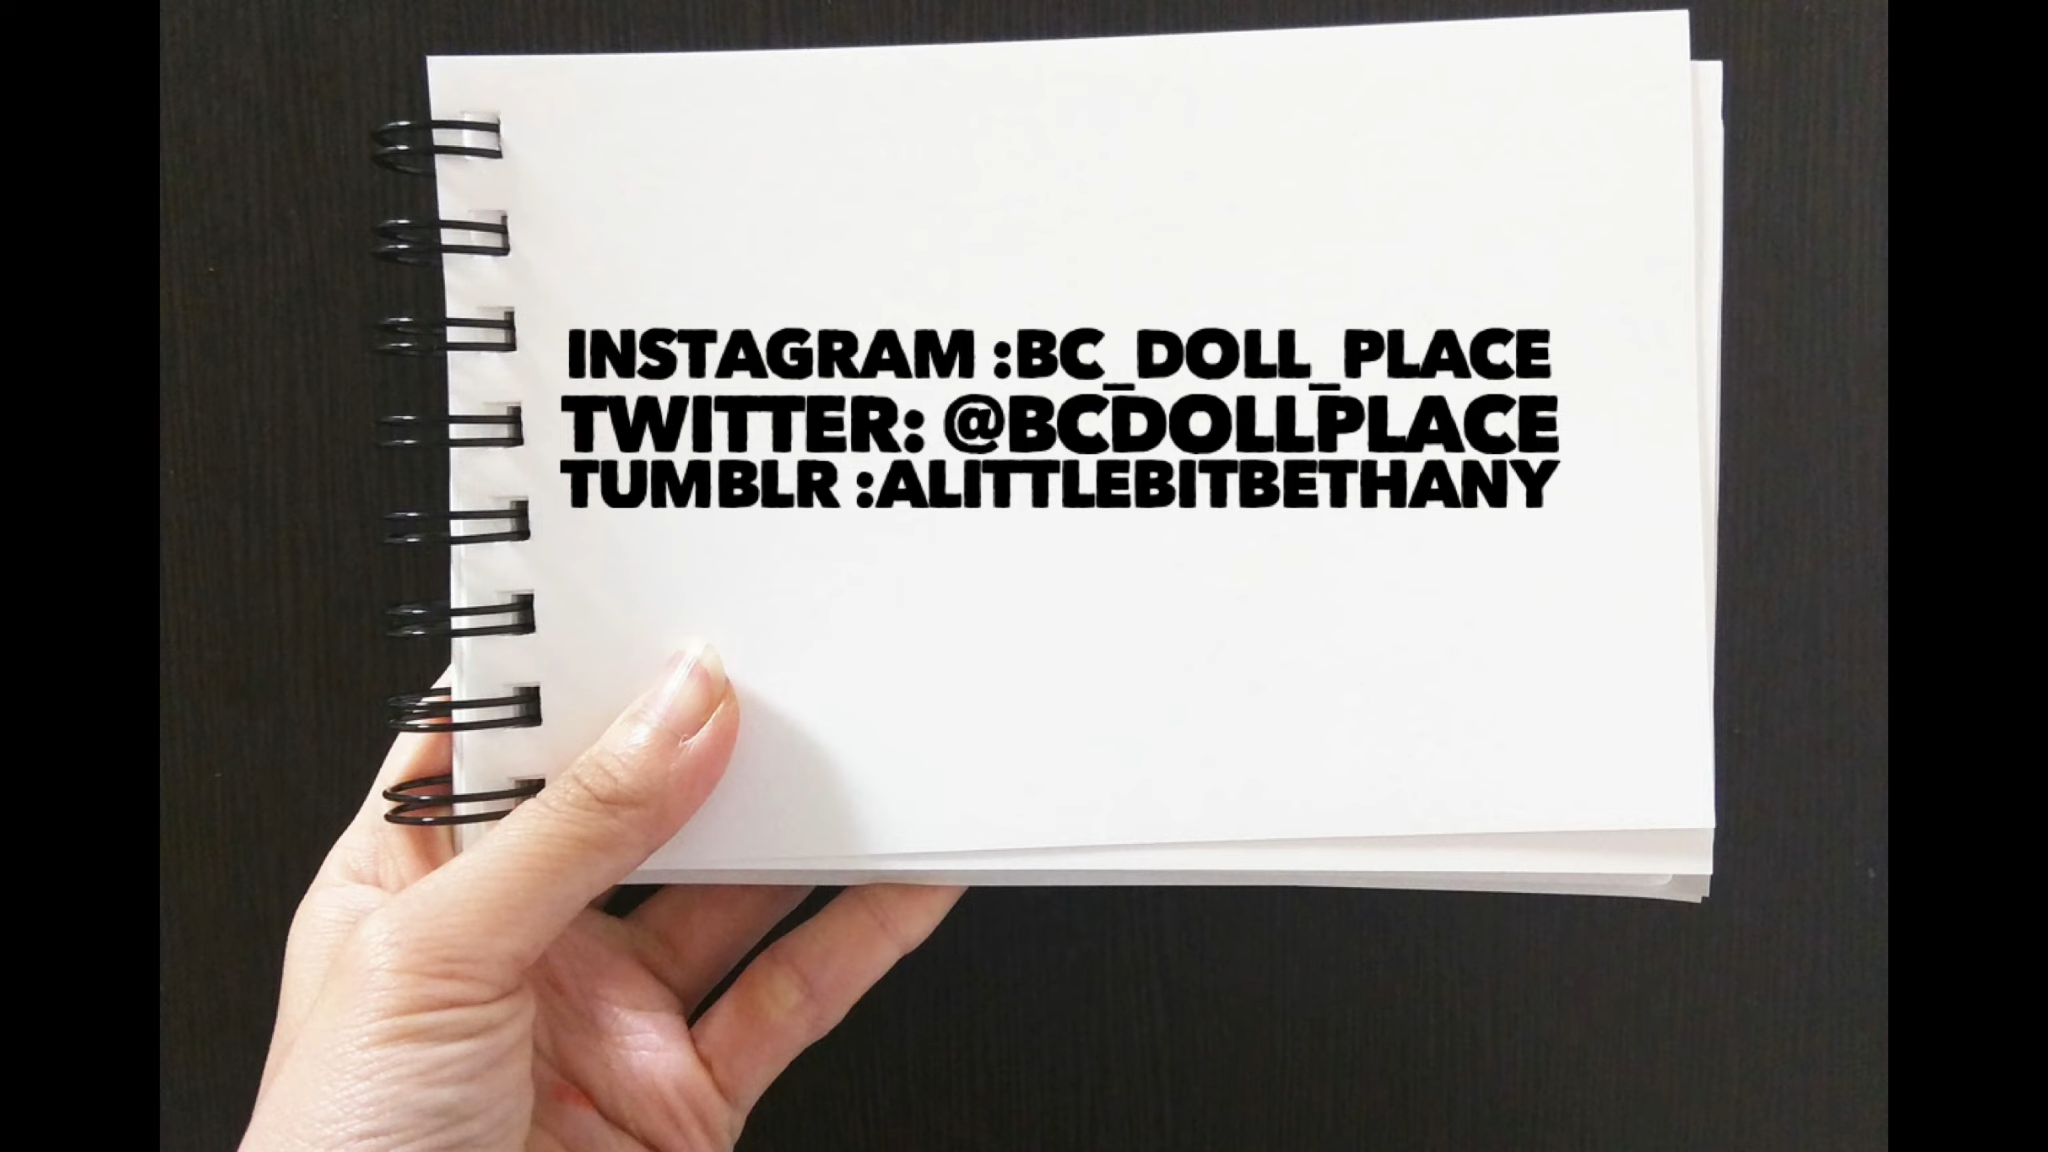 INSTAGRAM :BC_DOLL_PLACE
TWITTER: @BCDOLLPLACE
TUMBLR :ALITTLEBITBETHANY